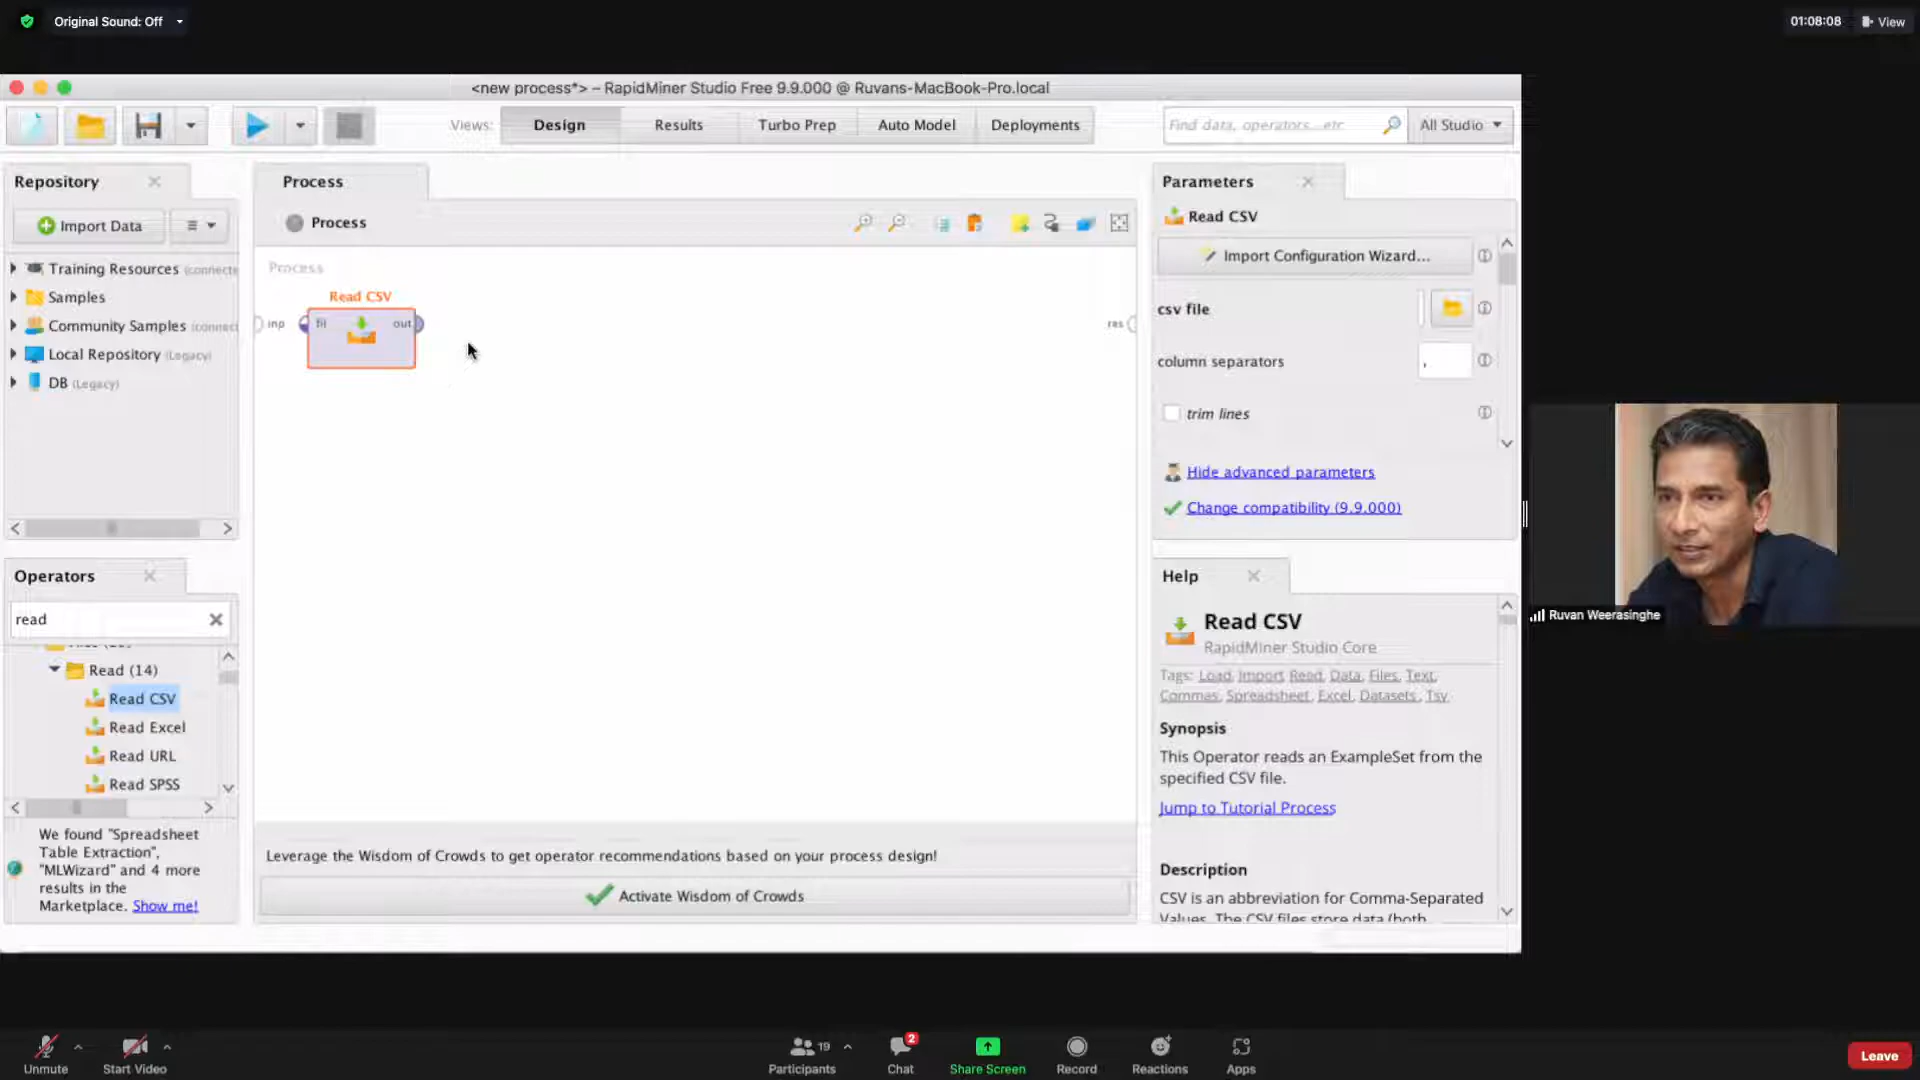 Original Sound: Off
01:08:08
View
<new process*> – RapidMiner Studio Free 9.9.000 @ Ruvans-MacBook-Pro.local
Views:
Design
Results
Turbo Prep
Auto Model
Deployments
Find data, operators...etc
All Studio
Repository
Import Data
Training Resources (connecte
Samples
Community Samples (connect
Local Repository (Legacy)
DB (Legacy)
Process
Process
Process
Read CSV
inp
fil
out
res
Parameters
Read CSV
Import Configuration Wizard...
csv file
column separators
,
trim lines
Hide advanced parameters
Change compatibility (9.9.000)
Operators
read
Read (14)
Read CSV
Read Excel
Read URL
Read SPSS
We found "Spreadsheet
Table Extraction",
"MLWizard" and 4 more
results in the
Marketplace. Show me!
Leverage the Wisdom of Crowds to get operator recommendations based on your process design!
Activate Wisdom of Crowds
Help
Read CSV
RapidMiner Studio Core
Tags: Load, Import, Read, Data, Files, Text,
Commas, Spreadsheet, Excel, Datasets, Tsv,
Synopsis
This Operator reads an ExampleSet from the
specified CSV file.
Jump to Tutorial Process
Description
CSV is an abbreviation for Comma-Separated
Values. The CSV files store data (both
Ruvan Weerasinghe
Unmute
Start Video
19
Participants
2
Chat
Share Screen
Record
Reactions
Apps
Leave